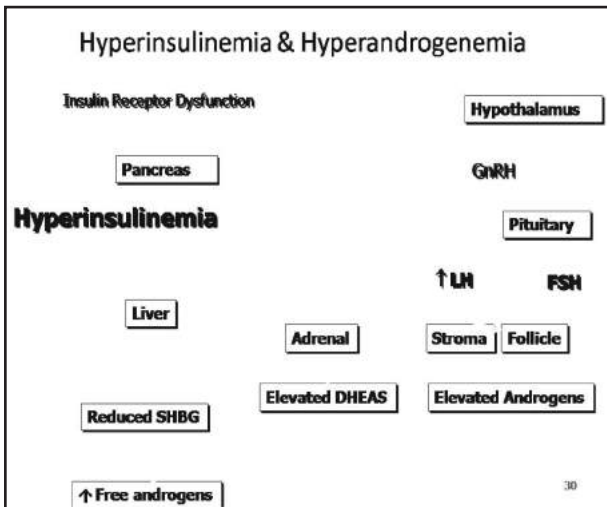 Hyperinsulinemia & Hyperandrogenemia
Insulin Receptor Dysfunction
Hypothalamus
Pancreas
GnRH
Hyperinsulinemia
Pituitary
↑ LH
FSH
Liver
Adrenal
Stroma
Follicle
Elevated DHEAS
Elevated Androgens
Reduced SHBG
↑ Free androgens
30